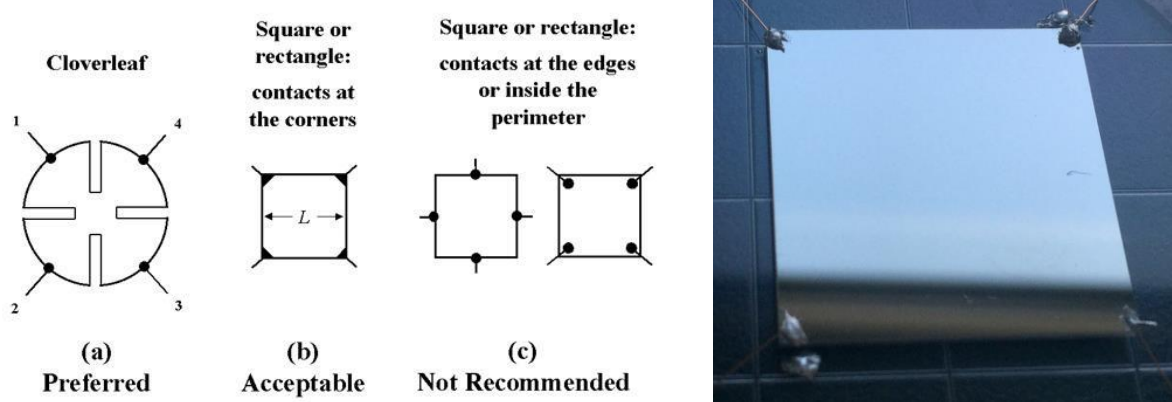 Cloverleaf
1
4
2
3
(a)
Preferred
Square or
rectangle:
contacts at
the corners
L
(b)
Acceptable
Square or rectangle:
contacts at the edges
or inside the
perimeter
(c)
Not Recommended